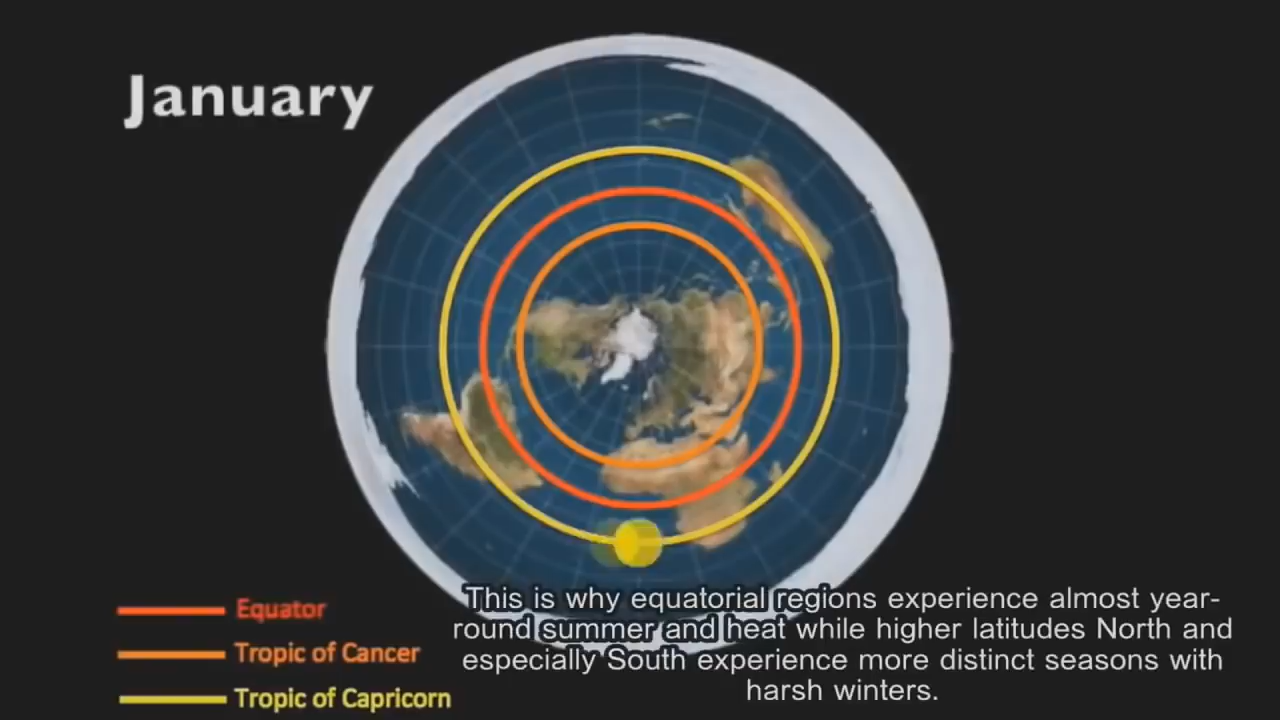 January
Equator
Tropic of Cancer
Tropic of Capricorn
This is why equatorial regions experience almost year-
round summer and heat while higher latitudes North and
especially South experience more distinct seasons with
harsh winters.